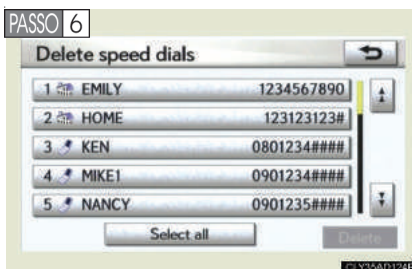 PASSO 6
Delete speed dials
1 EMILY 1234567890
2 HOME 123123123#
3 KEN 0801234####
4 MIKE1 0901234####
5 NANCY 0901235####
Select all Delete